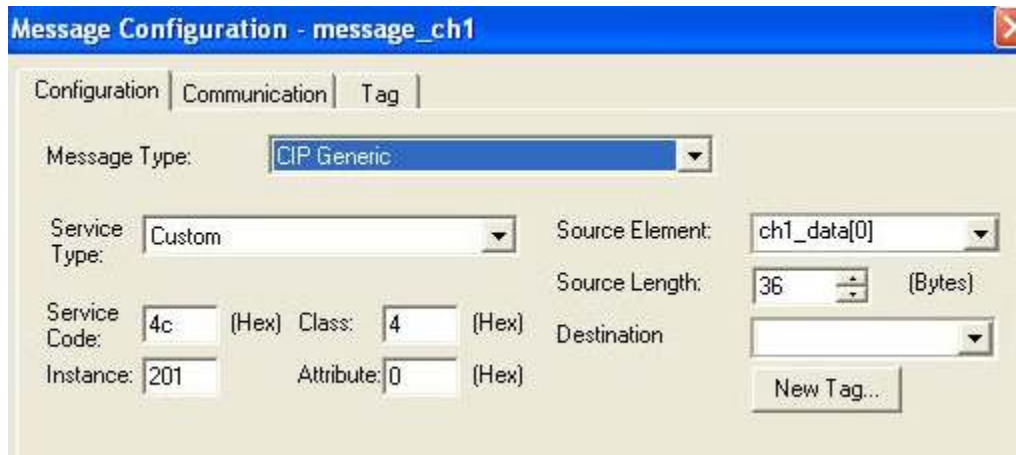 Message Configuration - message_ch1
Configuration Communication Tag
Message Type: CIP Generic
Service Type: Custom
Source Element: ch1_data[0]
Source Length: 36 (Bytes)
Service Code: 4c (Hex) Class: 4 (Hex)
Destination
Instance: 201 Attribute: 0 (Hex)
New Tag...